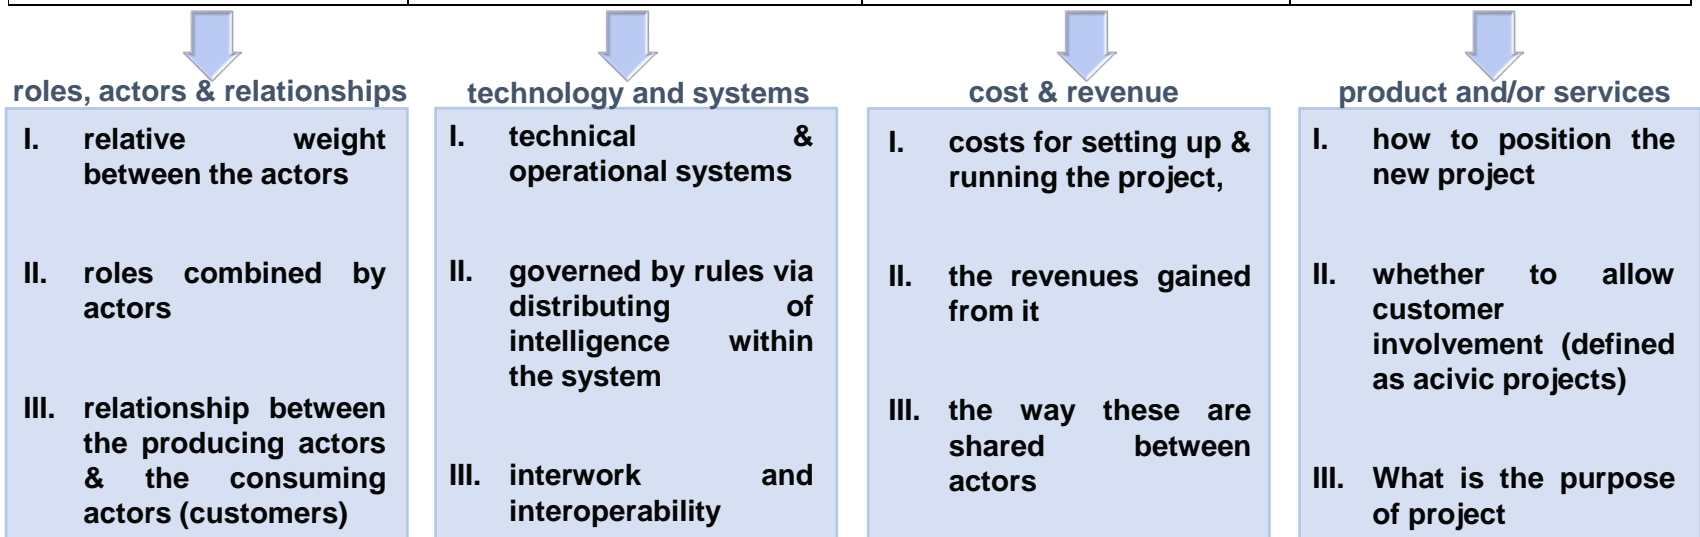 roles, actors & relationships
I. relative weight
between the actors
II. roles combined by
actors
III. relationship between
the producing actors
& the consuming
actors (customers)
technology and systems
I. technical &
operational systems
II. governed by rules via
distributing of
intelligence within
the system
III. interwork and
interoperability
cost & revenue
I. costs for setting up &
running the project,
II. the revenues gained
from it
III. the way these are
shared between
actors
product and/or services
I. how to position the
new project
II. whether to allow
customer
involvement (defined
as acivic projects)
III. What is the purpose
of project